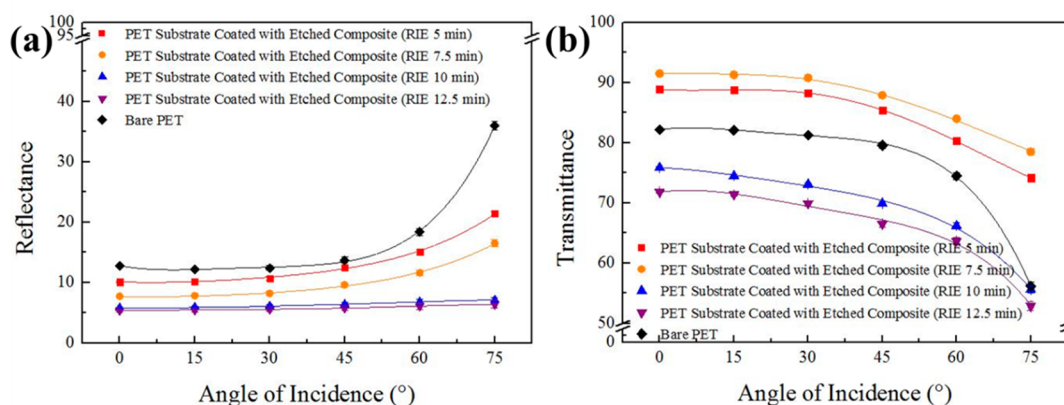 (a)
100
95
40
30
20
10
0
Reflectance
PET Substrate Coated with Etched Composite (RIE 5 min)
PET Substrate Coated with Etched Composite (RIE 7.5 min)
PET Substrate Coated with Etched Composite (RIE 10 min)
PET Substrate Coated with Etched Composite (RIE 12.5 min)
Bare PET
0 15 30 45 60 75
Angle of Incidence (°)
(b)
100
90
80
70
60
50
0
Transmittance
PET Substrate Coated with Etched Composite (RIE 5 min)
PET Substrate Coated with Etched Composite (RIE 7.5 min)
PET Substrate Coated with Etched Composite (RIE 10 min)
PET Substrate Coated with Etched Composite (RIE 12.5 min)
Bare PET
0 15 30 45 60 75
Angle of Incidence (°)